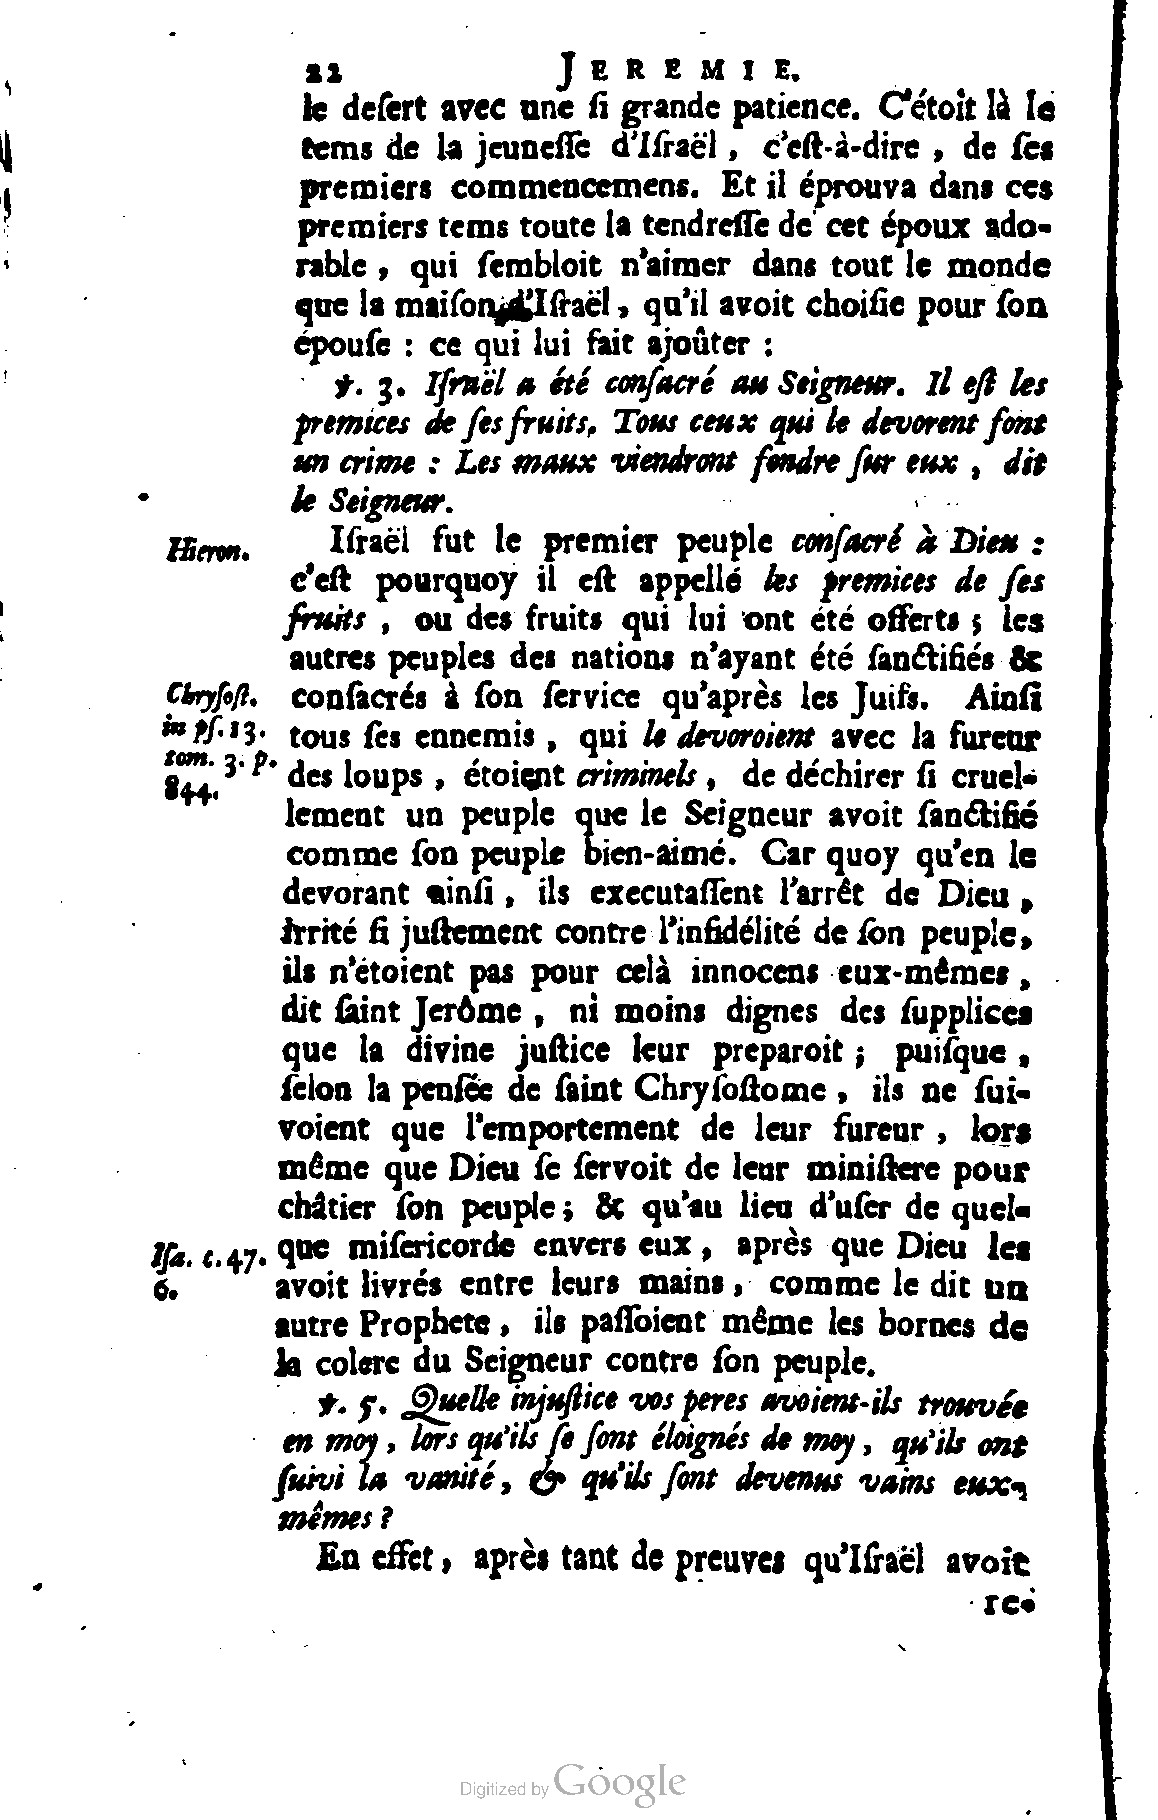 22 JEREMIE.
le deſert avec une ſi grande patience. C'étoit là le
tems de la jeuneſſe d'Iſraël, c'eſt-à-dire, de ſes
premiers commencemens. Et il éprouva dans ces
premiers tems toute la tendreſſe de cet époux ado-
rable, qui ſembloit n'aimer dans tout le monde
que la maiſon d'Iſraël, qu'il avoit choiſie pour ſon
épouſe : ce qui lui fait ajoûter :
℣. 3. Iſraël a été conſacré au Seigneur. Il eſt les
premices de ſes fruits. Tous ceux qui le devorent font
un crime : Les maux viendront fondre ſur eux, dit
le Seigneur.
Hieron.
Iſraël fut le premier peuple conſacré à Dieu :
c'eſt pourquoy il eſt appellé les premices de ſes
fruits, ou des fruits qui lui ont été offerts ; les
autres peuples des nations n'ayant été ſanctifiés &
Chryſoſt.
in pſ. 13.
tom. 3. p.
844.
conſacrés à ſon ſervice qu'après les Juifs. Ainſi
tous ſes ennemis, qui le devoroient avec la fureur
des loups, étoient criminels, de déchirer ſi cruel-
lement un peuple que le Seigneur avoit ſanctifié
comme ſon peuple bien-aimé. Car quoy qu'en le
devorant ainſi, ils executaſſent l'arrêt de Dieu,
irrité ſi juſtement contre l'infidélité de ſon peuple,
ils n'étoient pas pour celà innocens eux-mêmes,
dit ſaint Jerôme, ni moins dignes des ſupplices
que la divine juſtice leur preparoit ; puiſque,
ſelon la penſée de ſaint Chryſoſtome, ils ne ſui-
voient que l'emportement de leur fureur, lors
même que Dieu ſe ſervoit de leur miniſtere pour
châtier ſon peuple ; & qu'au lieu d'uſer de quel-
Iſa. c. 47.
6.
que miſericorde envers eux, après que Dieu les
avoit livrés entre leurs mains, comme le dit un
autre Prophete, ils paſſoient même les bornes de
la colere du Seigneur contre ſon peuple.
℣. 5. Quelle injuſtice vos peres avoient-ils trouvée
en moy, lors qu'ils ſe ſont éloignés de moy, qu'ils ont
ſuivi la vanité, & qu'ils ſont devenus vains eux-
mêmes ?
En effet, après tant de preuves qu'Iſraël avoit
re-
Digitized by Google